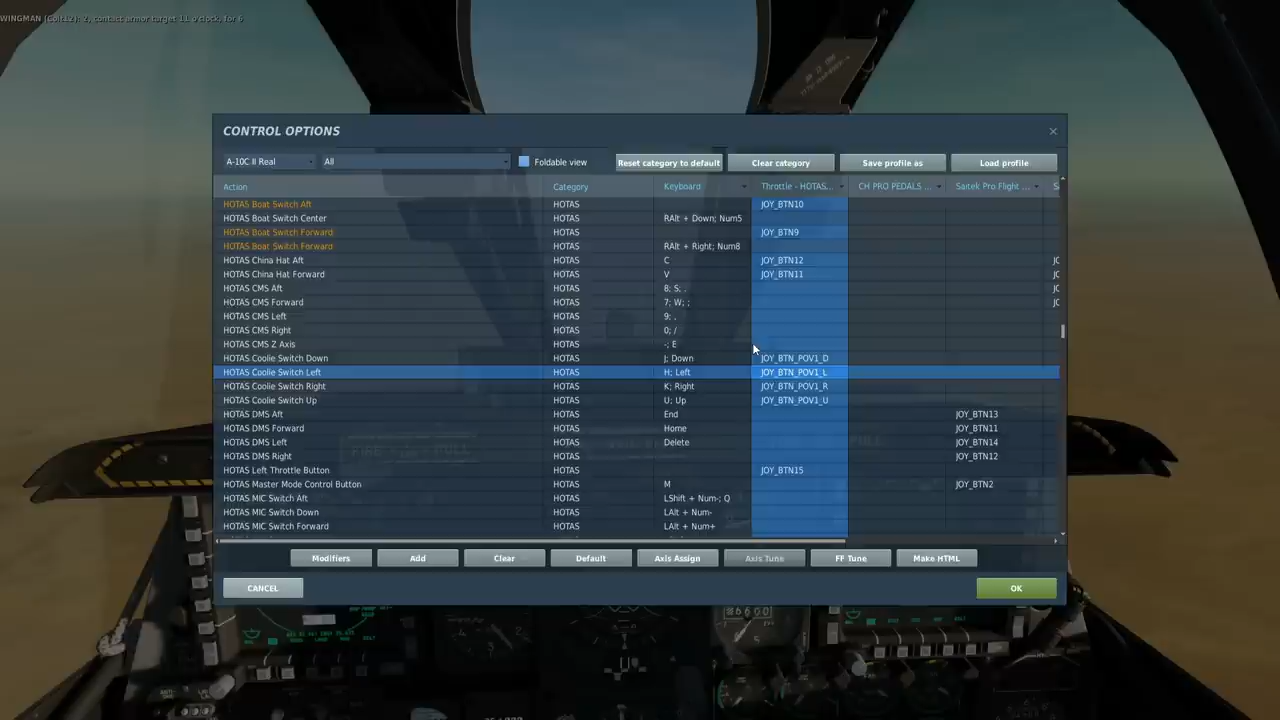 WINGMAN (Colt12): 2, contact armor target 11 o'clock, for 6
CONTROL OPTIONS
A-10C II Real All Foldable view Reset category to default Clear category Save profile as Load profile
Action Category Keyboard Throttle - HOTAS... CH PRO PEDALS ... Saitek Pro Flight ... Sa
HOTAS Boat Switch Aft HOTAS JOY_BTN10
HOTAS Boat Switch Center HOTAS RAlt + Down; Num5
HOTAS Boat Switch Forward HOTAS JOY_BTN9
HOTAS Boat Switch Forward HOTAS RAlt + Right; Num8
HOTAS China Hat Aft HOTAS C JOY_BTN12 JC
HOTAS China Hat Forward HOTAS V JOY_BTN11 JC
HOTAS CMS Aft HOTAS 8; S; . JC
HOTAS CMS Forward HOTAS 7; W; ; JC
HOTAS CMS Left HOTAS 9; .
HOTAS CMS Right HOTAS 0; /
HOTAS CMS Z Axis HOTAS -; E
HOTAS Coolie Switch Down HOTAS J; Down JOY_BTN_POV1_D
HOTAS Coolie Switch Left HOTAS H; Left JOY_BTN_POV1_L
HOTAS Coolie Switch Right HOTAS K; Right JOY_BTN_POV1_R
HOTAS Coolie Switch Up HOTAS U; Up JOY_BTN_POV1_U
HOTAS DMS Aft HOTAS End JOY_BTN13
HOTAS DMS Forward HOTAS Home JOY_BTN11
HOTAS DMS Left HOTAS Delete JOY_BTN14
HOTAS DMS Right HOTAS JOY_BTN12
HOTAS Left Throttle Button HOTAS JOY_BTN15
HOTAS Master Mode Control Button HOTAS M JOY_BTN2
HOTAS MIC Switch Aft HOTAS LShift + Num-; Q
HOTAS MIC Switch Down HOTAS LAlt + Num-
HOTAS MIC Switch Forward HOTAS LAlt + Num+
Modifiers Add Clear Default Axis Assign Axis Tune FF Tune Make HTML
CANCEL OK